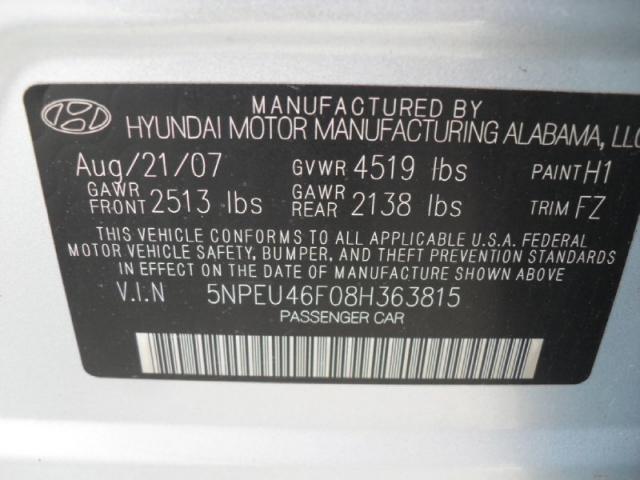 MANUFACTURED BY
HYUNDAI MOTOR MANUFACTURING ALABAMA, LLC
Aug/21/07 GVWR 4519 lbs PAINT H1
GAWR FRONT 2513 lbs GAWR REAR 2138 lbs TRIM FZ
THIS VEHICLE CONFORMS TO ALL APPLICABLE U.S.A. FEDERAL
MOTOR VEHICLE SAFETY, BUMPER, AND THEFT PREVENTION STANDARDS
IN EFFECT ON THE DATE OF MANUFACTURE SHOWN ABOVE
V.I.N 5NPEU46F08H363815
PASSENGER CAR